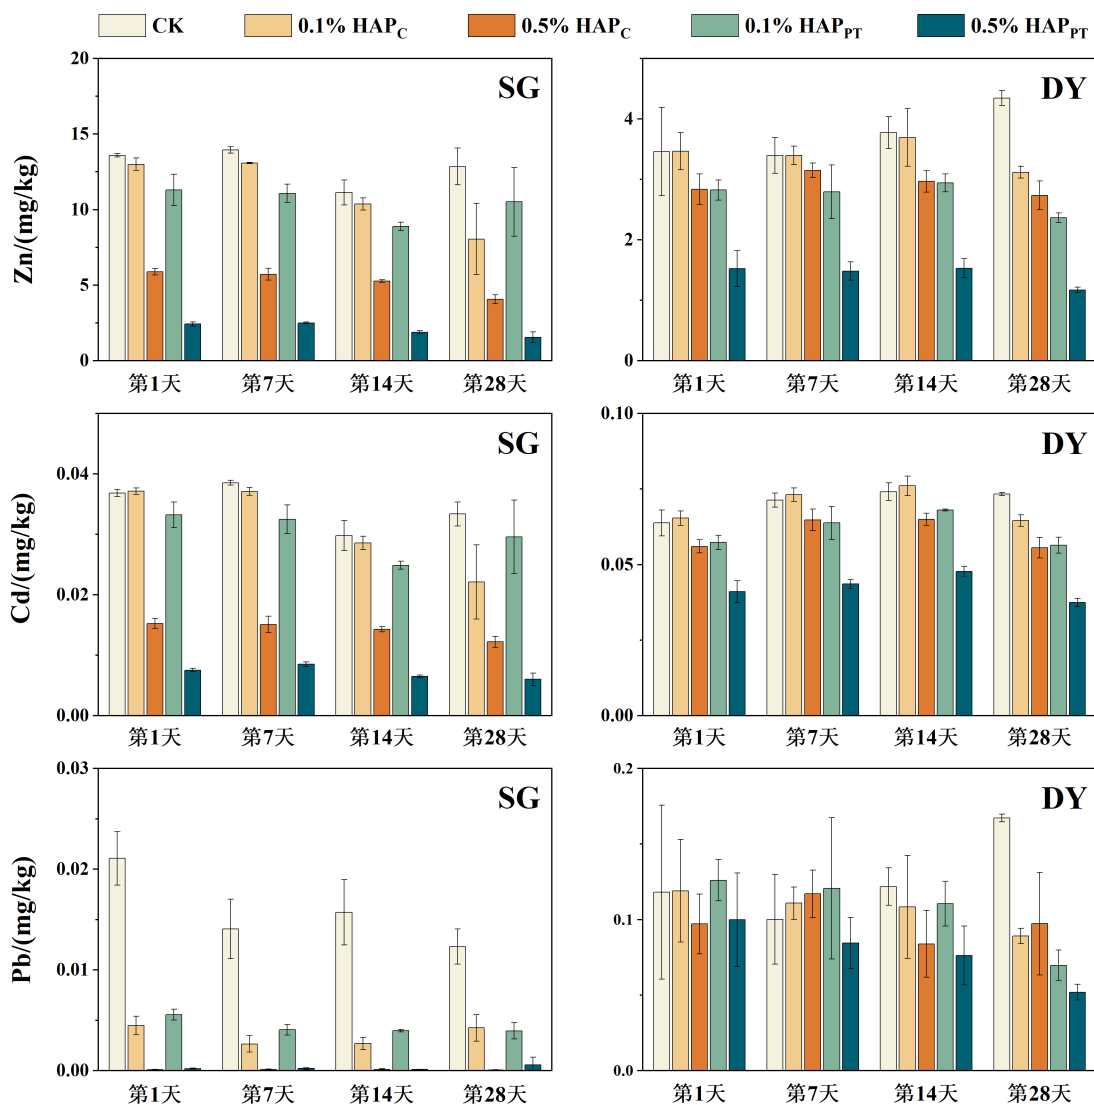 CK 0.1% HAPC 0.5% HAPC 0.1% HAPPT 0.5% HAPPT
SG
Zn/(mg/kg)
20
15
10
5
0
第1天 第7天 第14天 第28天
DY
4
2
0
第1天 第7天 第14天 第28天
SG
Cd/(mg/kg)
0.04
0.02
0.00
第1天 第7天 第14天 第28天
DY
0.10
0.05
0.00
第1天 第7天 第14天 第28天
SG
Pb/(mg/kg)
0.03
0.02
0.01
0.00
第1天 第7天 第14天 第28天
DY
0.2
0.1
0.0
第1天 第7天 第14天 第28天